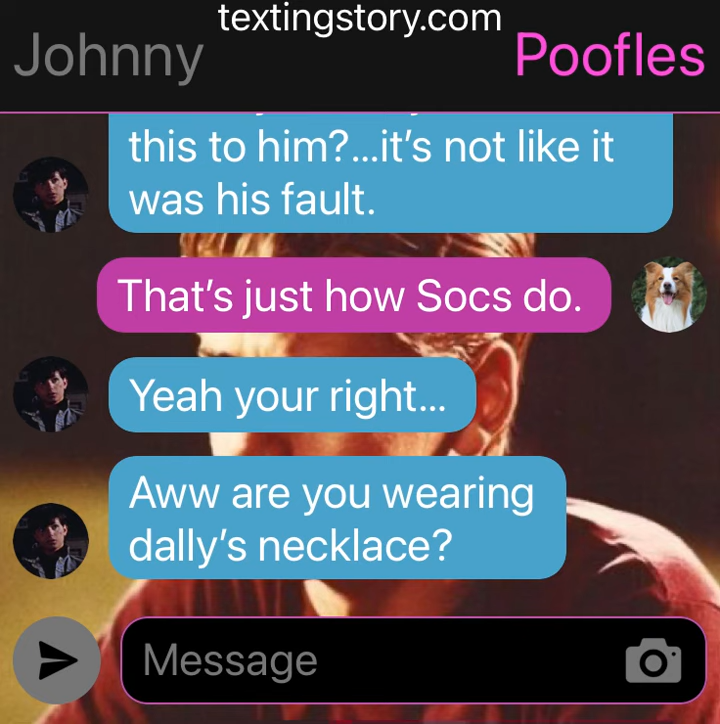 textingstory.com
Johnny
Poofles
this to him?...it's not like it
was his fault.
That's just how Socs do.
Yeah your right...
Aww are you wearing
dally's necklace?
Message